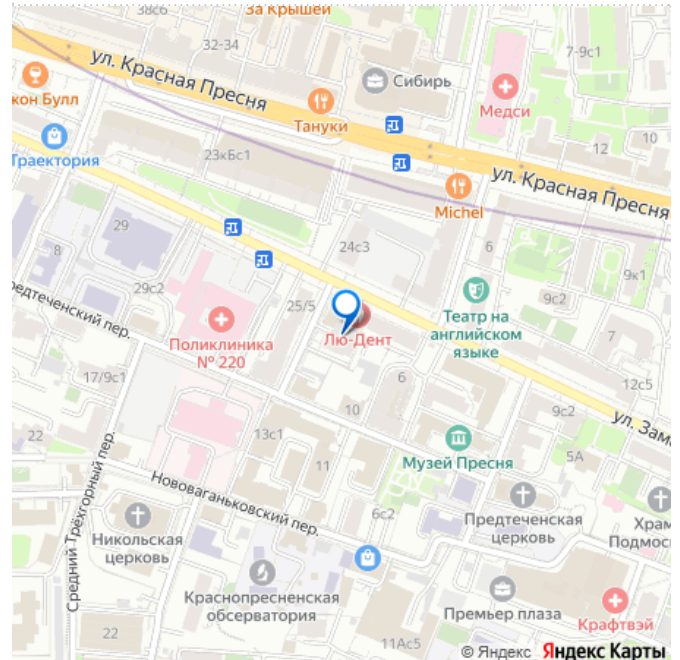 38с6
За Крышей
32-34
7-9с1
ул. Красная Пресня
Сибирь
кон Булл
Медси
Тануки
12
10
Траектория
23кБс1
ул. Красная Пресня
Michel
29
24с3
6
8
9к1
29с2
9с2
25/5
Театр на
английском
языке
редтеченский пер.
Поликлиника
№ 220
Лю-Дент
7
17/9с1
6
12с5
10
9с2
ул. Замо
22
13с1
5А
11
Музей Пресня
Нововаганьковский пер.
6с2
Средний Трёхгорный пер.
Никольская
церковь
Предтеченская
церковь
Храм
Подмоск
Краснопресненская
обсерватория
Премьер плаза
Крафтвэй
22
11Ас5
© Яндекс Яндекс Карты